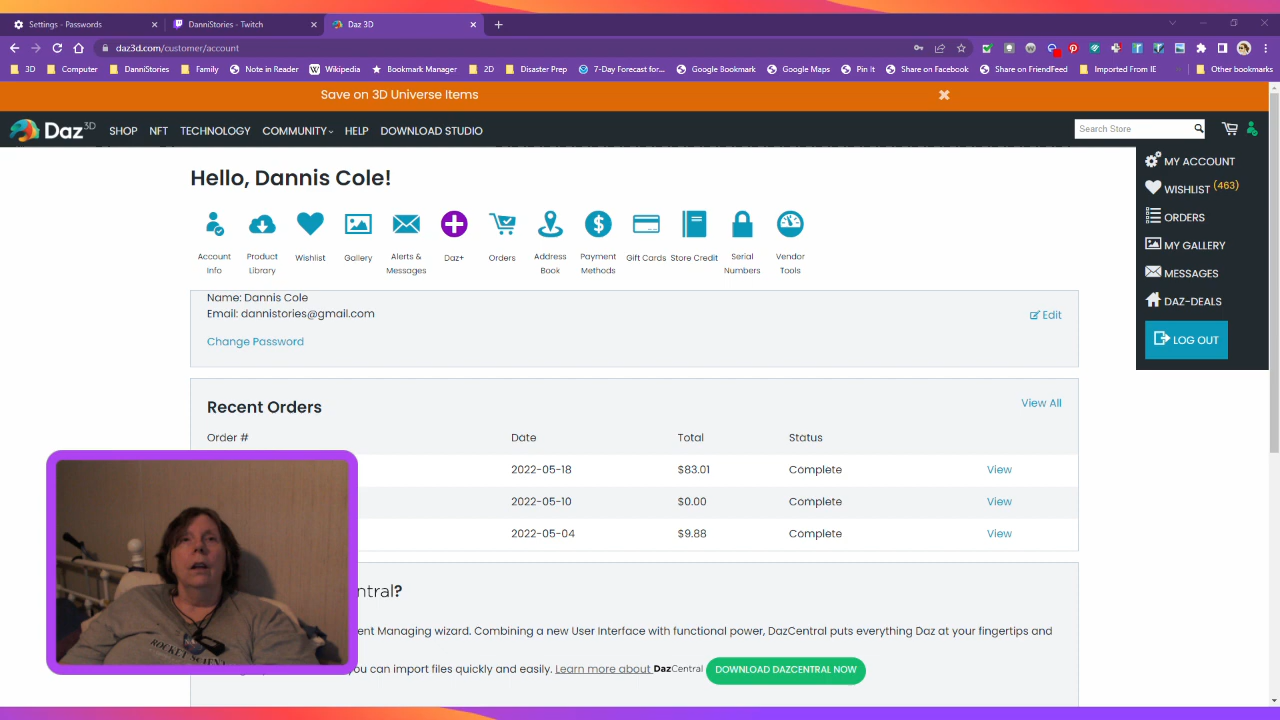 Settings - Passwords
DanniStories - Twitch
Daz 3D
daz3d.com/customer/account
3D
Computer
DanniStories
Family
Note in Reader
Wikipedia
Bookmark Manager
2D
Disaster Prep
7-Day Forecast for...
Google Bookmark
Google Maps
Pin It
Share on Facebook
Share on FriendFeed
Imported From IE
Other bookmarks
Save on 3D Universe Items
Daz3D
SHOP
NFT
TECHNOLOGY
COMMUNITY
HELP
DOWNLOAD STUDIO
Search Store
MY ACCOUNT
WISHLIST (463)
ORDERS
MY GALLERY
MESSAGES
DAZ-DEALS
LOG OUT
Hello, Dannis Cole!
Account Info
Product Library
Wishlist
Gallery
Alerts & Messages
Daz+
Orders
Address Book
Payment Methods
Gift Cards
Store Credit
Serial Numbers
Vendor Tools
Name: Dannis Cole
Email: dannistories@gmail.com
Edit
Change Password
Recent Orders
View All
Order # Date Total Status
2022-05-18 $83.01 Complete View
2022-05-10 $0.00 Complete View
2022-05-04 $9.88 Complete View
ntral?
ent Managing wizard. Combining a new User Interface with functional power, DazCentral puts everything Daz at your fingertips and
you can import files quickly and easily. Learn more about DazCentral DOWNLOAD DAZCENTRAL NOW
ROCKET SCIEN